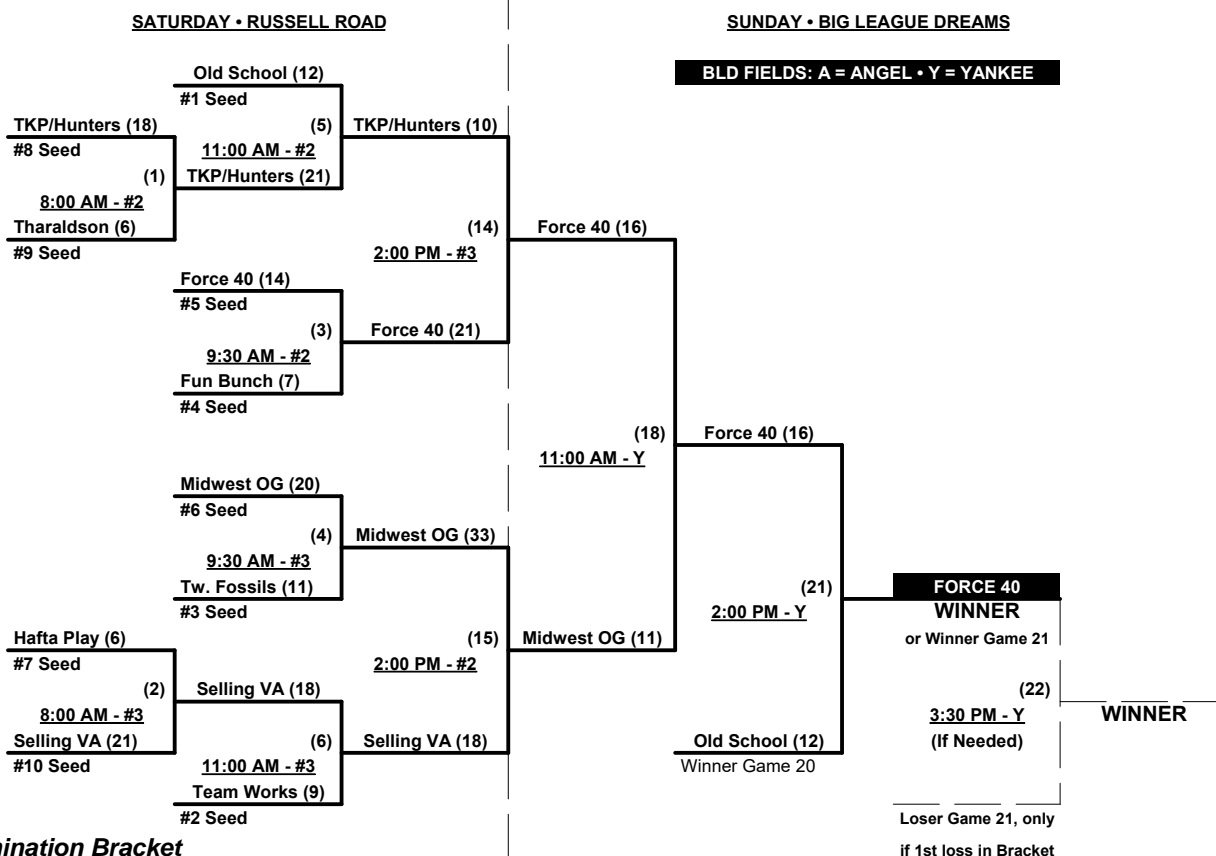 SATURDAY • RUSSELL ROAD
SUNDAY • BIG LEAGUE DREAMS
BLD FIELDS: A = ANGEL • Y = YANKEE
Old School (12)
#1 Seed
TKP/Hunters (18)
#8 Seed
(5)
11:00 AM - #2
TKP/Hunters (10)
(1)
8:00 AM - #2
TKP/Hunters (21)
Tharaldson (6)
#9 Seed
(14)
2:00 PM - #3
Force 40 (16)
Force 40 (14)
#5 Seed
(3)
9:30 AM - #2
Force 40 (21)
Fun Bunch (7)
#4 Seed
(18)
11:00 AM - Y
Force 40 (16)
Midwest OG (20)
#6 Seed
(4)
9:30 AM - #3
Midwest OG (33)
Tw. Fossils (11)
#3 Seed
(21)
2:00 PM - Y
FORCE 40
WINNER
or Winner Game 21
Hafta Play (6)
#7 Seed
(15)
2:00 PM - #2
Midwest OG (11)
(2)
8:00 AM - #3
Selling VA (18)
(22)
3:30 PM - Y
(If Needed)
WINNER
Selling VA (21)
#10 Seed
(6)
11:00 AM - #3
Selling VA (18)
Old School (12)
Winner Game 20
Team Works (9)
#2 Seed
Loser Game 21, only
if 1st loss in Bracket
ination Bracket